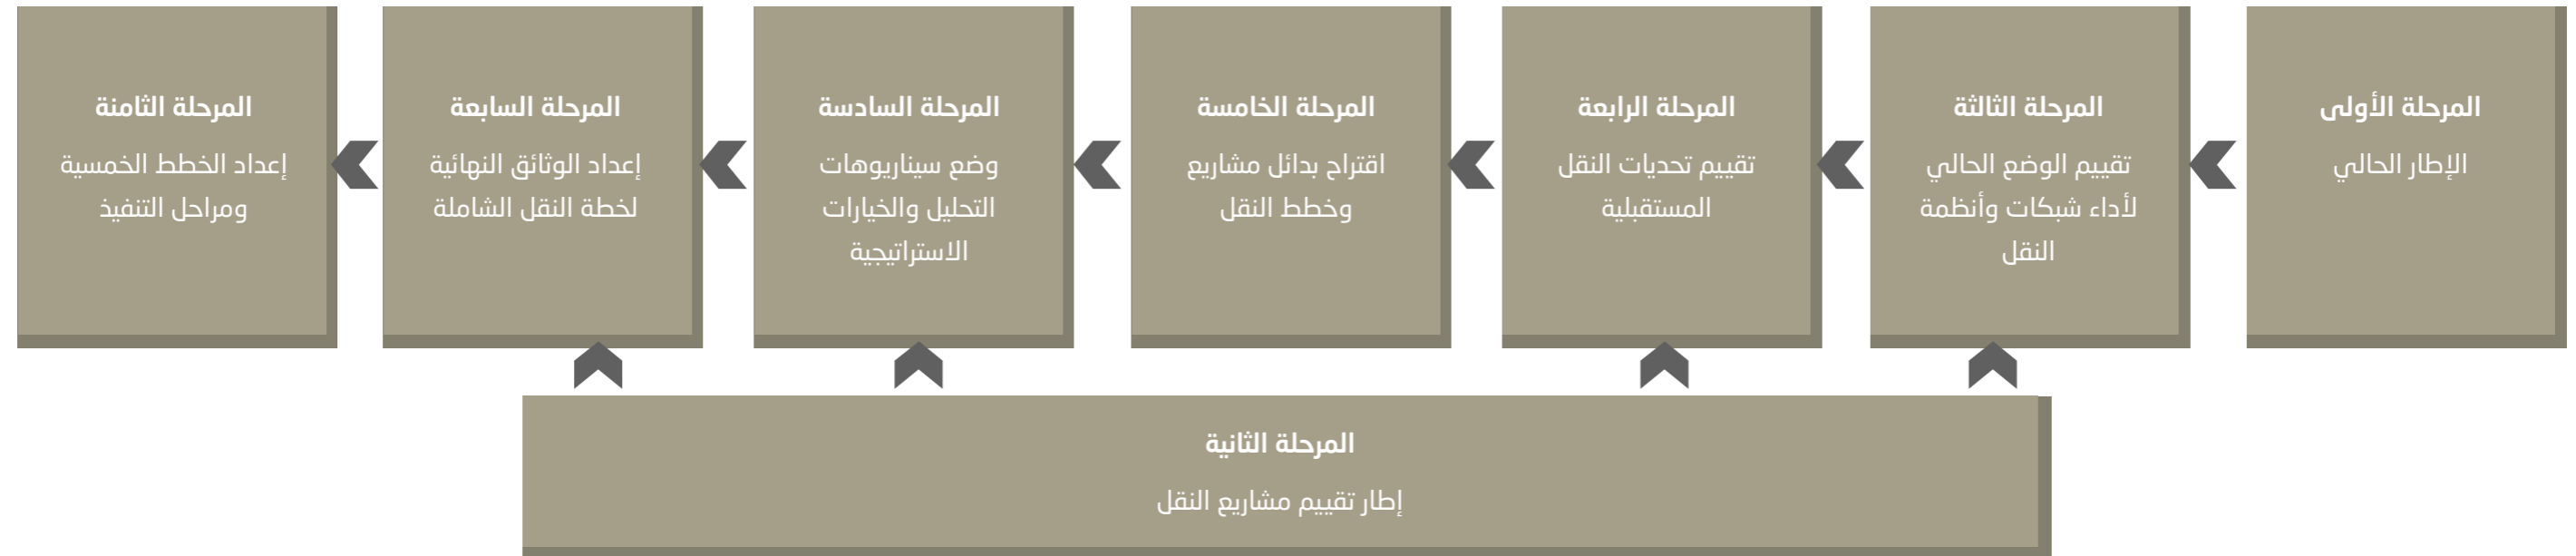 المرحلة الأولى
الإطار الحالي
المرحلة الثالثة
تقييم الوضع الحالي
لأداء شبكات وأنظمة
النقل
المرحلة الرابعة
تقييم تحديات النقل
المستقبلية
المرحلة الخامسة
اقتراح بدائل مشاريع
وخطط النقل
المرحلة السادسة
وضع سيناريوهات
التحليل والخيارات
الاستراتيجية
المرحلة السابعة
إعداد الوثائق النهائية
لخطة النقل الشاملة
المرحلة الثامنة
إعداد الخطط الخمسية
ومراحل التنفيذ
المرحلة الثانية
إطار تقييم مشاريع النقل